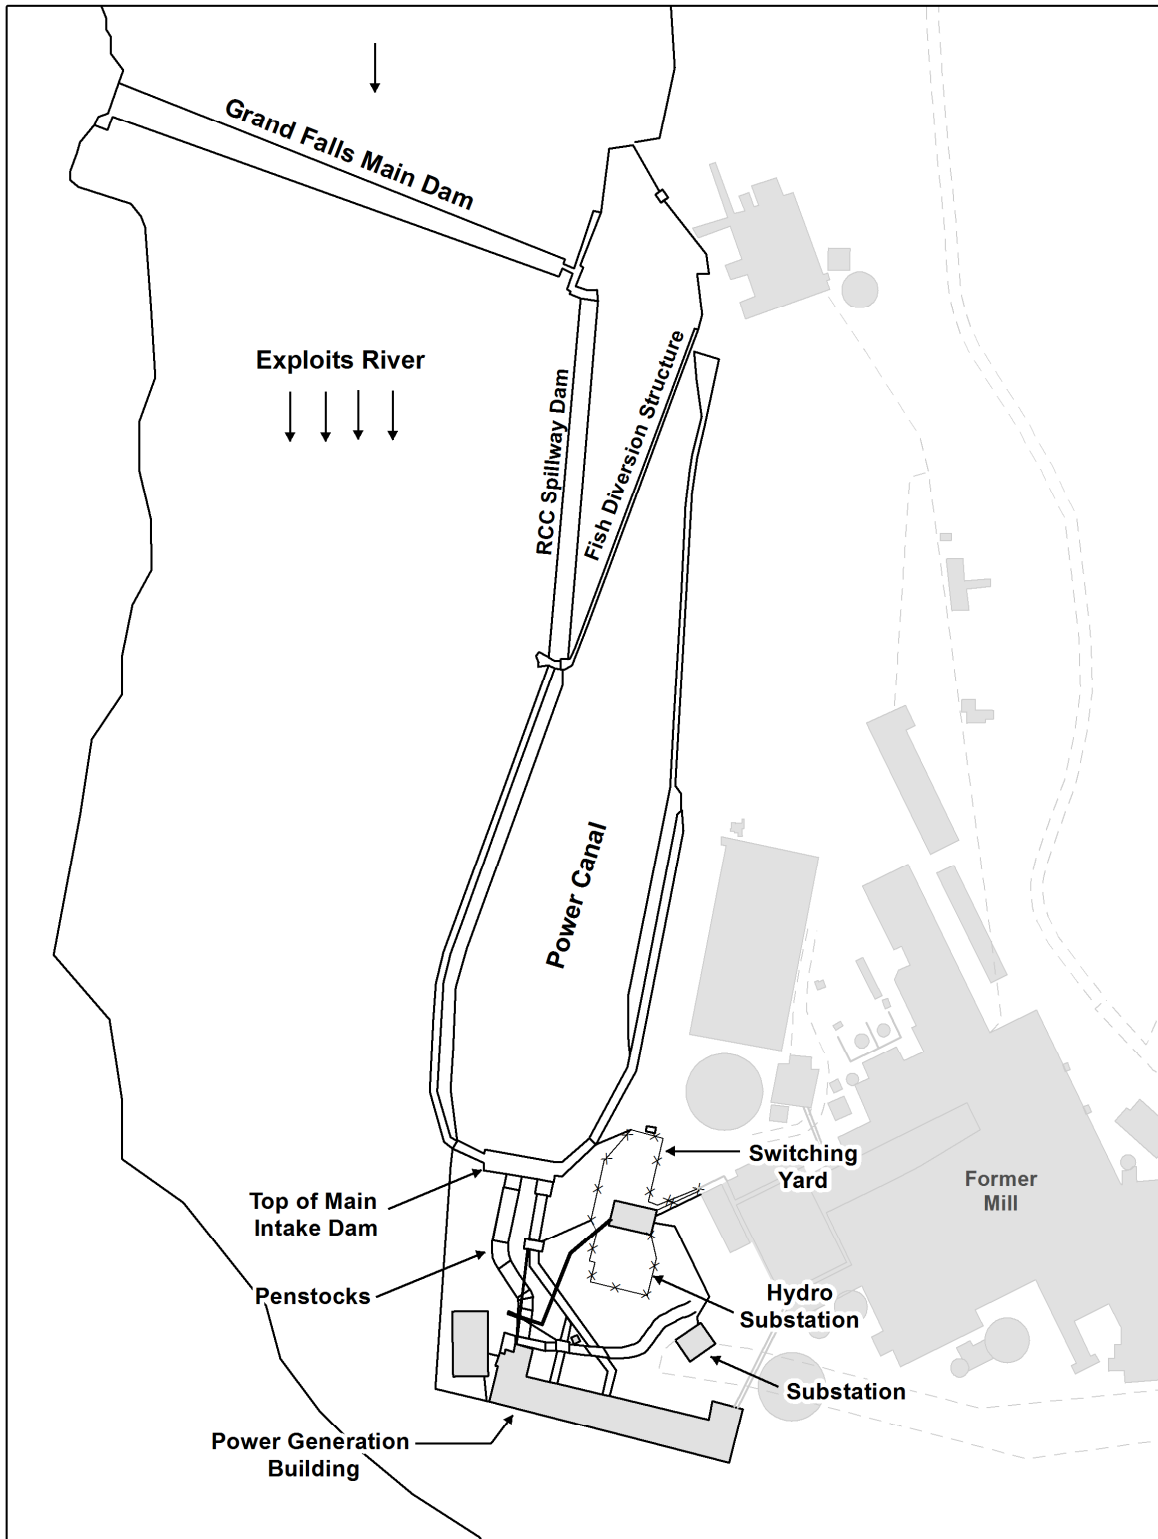 Grand Falls Main Dam
Exploits River
RCC Spillway Dam
Fish Diversion Structure
Power Canal
Switching
Yard
Former
Mill
Top of Main
Intake Dam
Penstocks
Hydro
Substation
Substation
Power Generation
Building